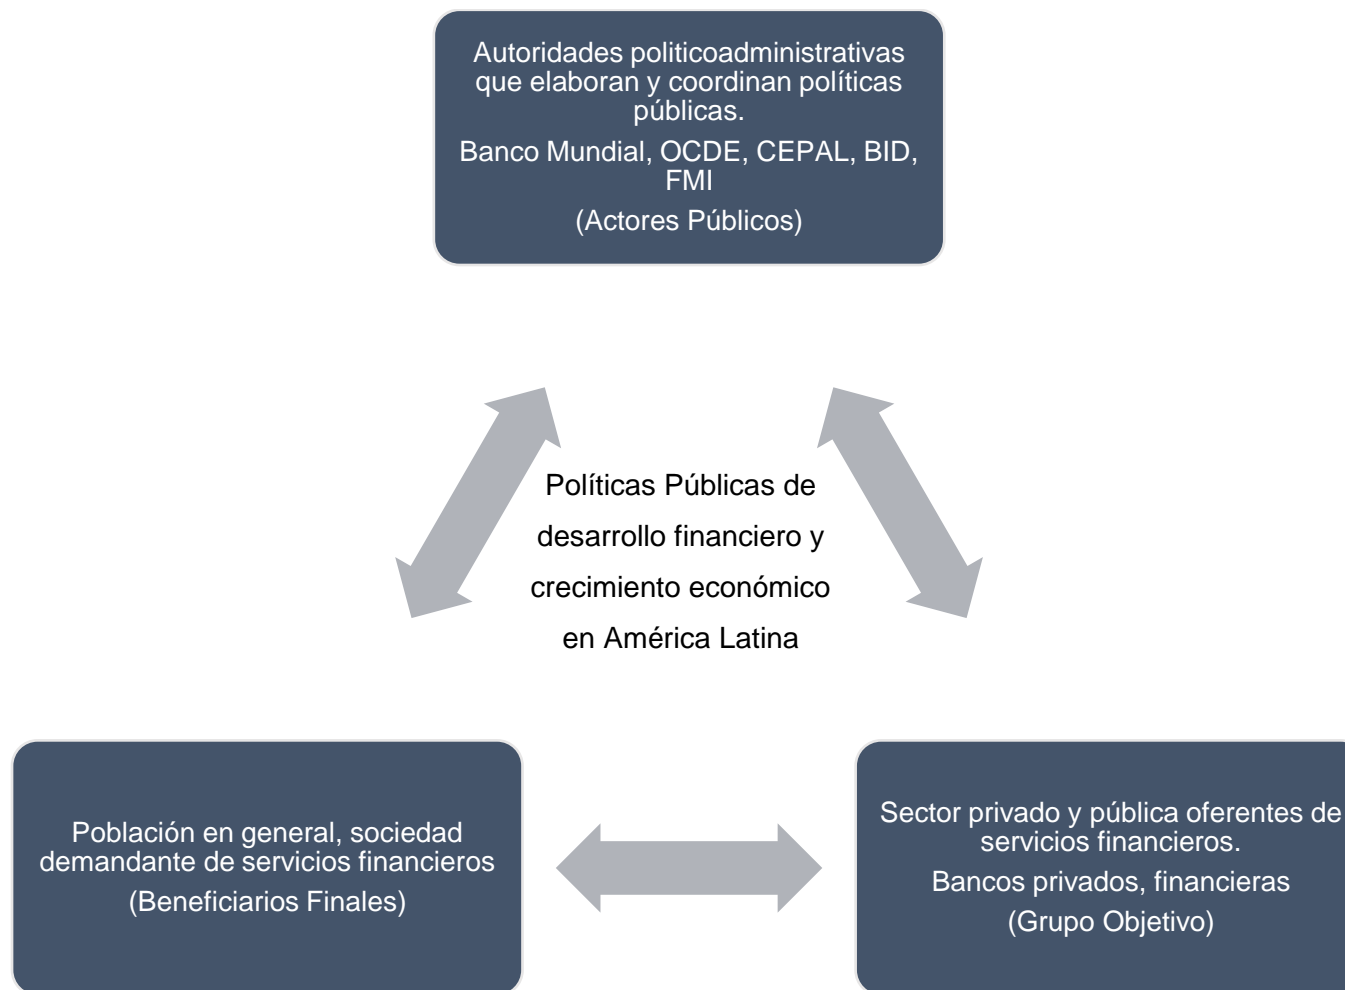 Autoridades politicoadministrativas
que elaboran y coordinan políticas
públicas.
Banco Mundial, OCDE, CEPAL, BID,
FMI
(Actores Públicos)
Políticas Públicas de
desarrollo financiero y
crecimiento económico
en América Latina
Población en general, sociedad
demandante de servicios financieros
(Beneficiarios Finales)
Sector privado y pública oferentes de
servicios financieros.
Bancos privados, financieras
(Grupo Objetivo)